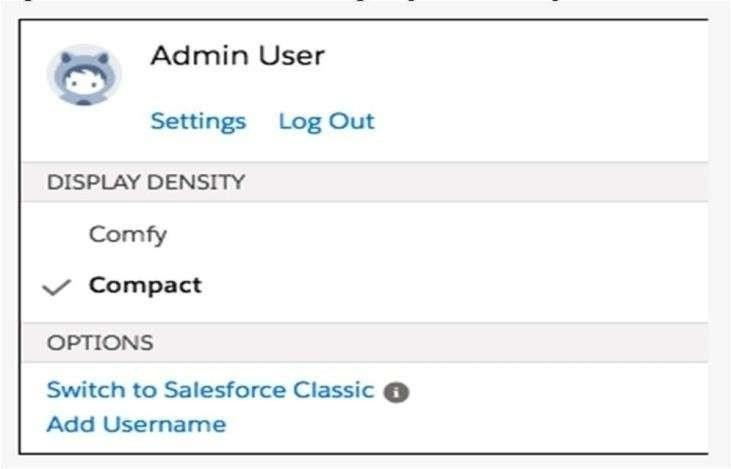 Admin User
Settings Log Out
DISPLAY DENSITY
Comfy
Compact
OPTIONS
Switch to Salesforce Classic
Add Username